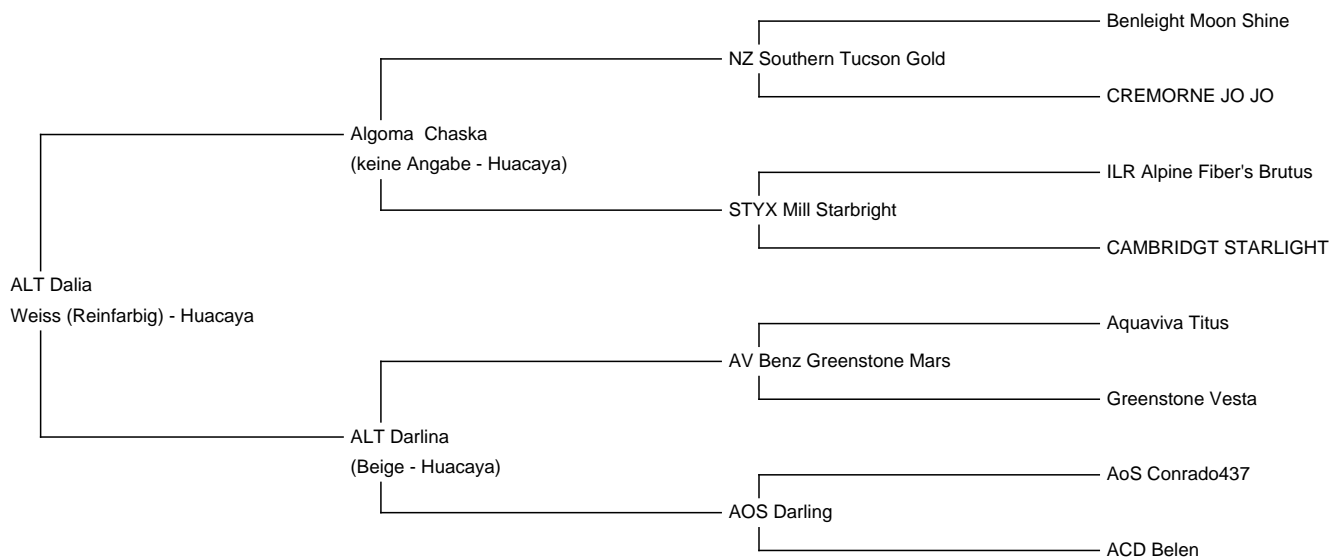 Benleight Moon Shine
NZ Southern Tucson Gold
CREMORNE JO JO
Algoma  Chaska
(keine Angabe - Huacaya)
ILR Alpine Fiber's Brutus
STYX Mill Starbright
CAMBRIDGT STARLIGHT
ALT Dalia
Weiss (Reinfarbig) - Huacaya
Aquaviva Titus
AV Benz Greenstone Mars
Greenstone Vesta
ALT Darlina
(Beige - Huacaya)
AoS Conrado437
AOS Darling
ACD Belen